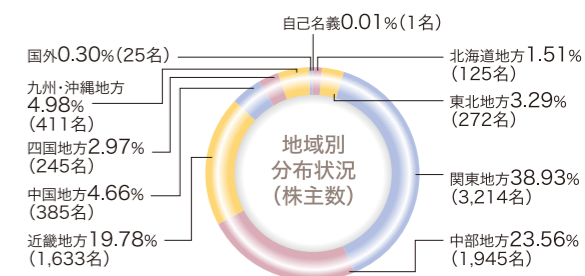 自己名義0.01%(1名)
国外0.30%(25名)
北海道地方1.51%
(125名)
九州・沖縄地方
4.98%
(411名)
東北地方3.29%
(272名)
四国地方2.97%
(245名)
地域別
分布状況
(株主数)
関東地方38.93%
(3,214名)
中国地方4.66%
(385名)
近畿地方19.78%
(1,633名)
中部地方23.56%
(1,945名)